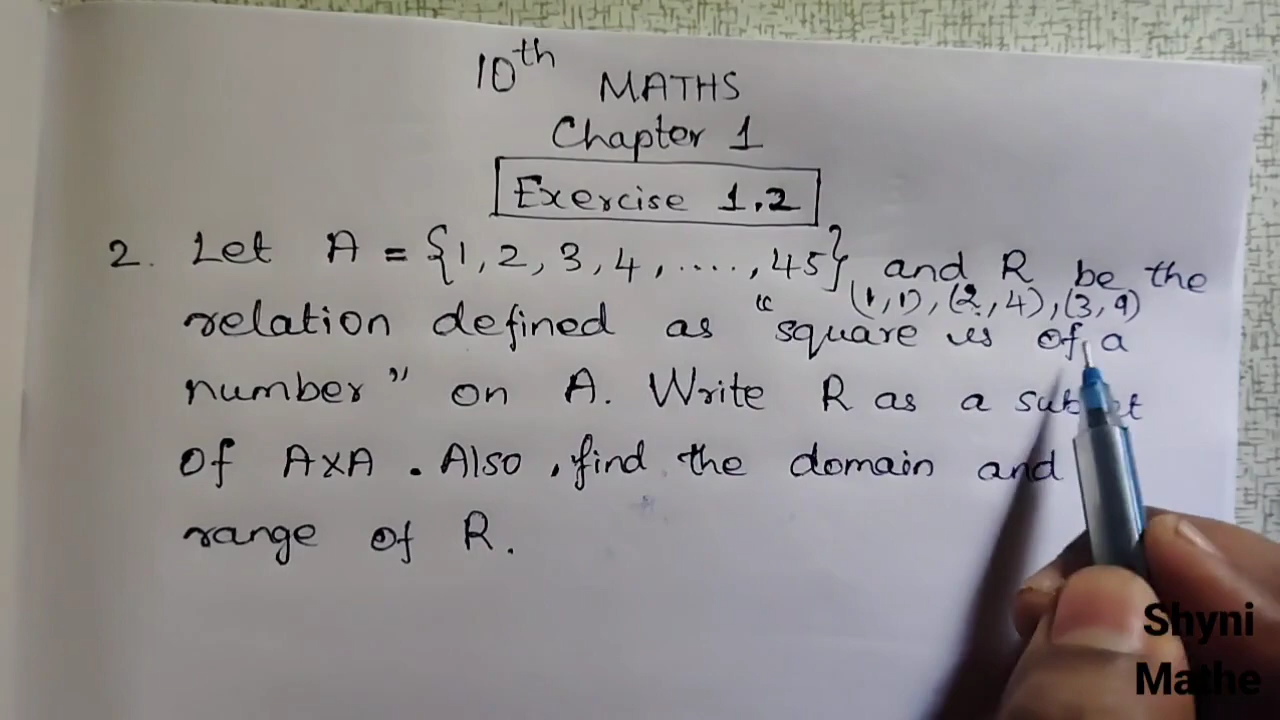 10th MATHS
Chapter 1
Exercise 1.2
2. Let A = {1, 2, 3, 4, ...., 45} and R be the
(1,1), (2,4), (3,9)
relation defined as "square is of a
number" on A. Write R as a
of A×A. Also, find the domain and
range of R.
Shyni
Mathe